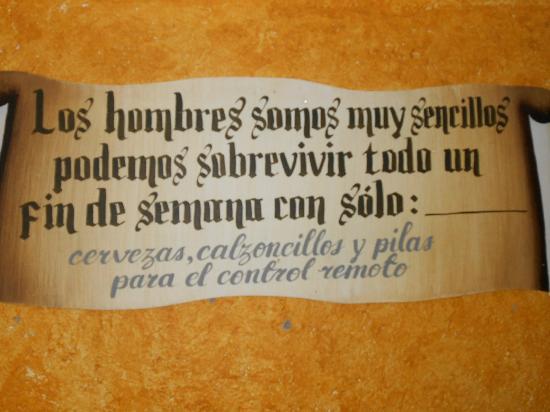 Los hombres somos muy sencillos
podemos sobrevivir todo un
fin de semana con sólo: ______
cervezas, calzoncillos y pilas
para el control remoto